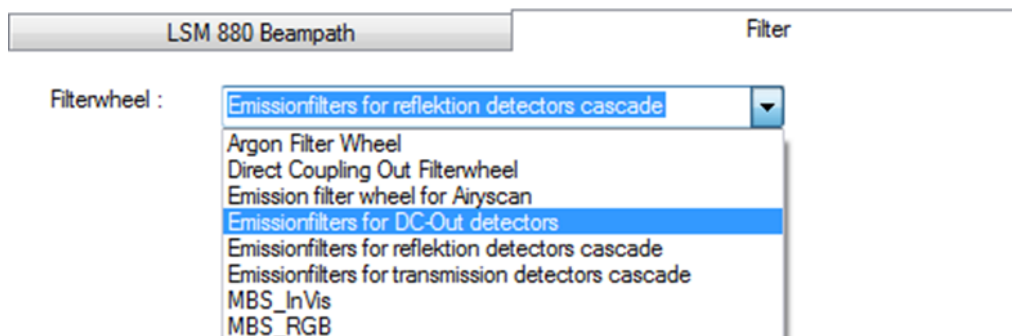 LSM 880 Beampath
Filter
Filterwheel :
Emissionfilters for reflektion detectors cascade
Argon Filter Wheel
Direct Coupling Out Filterwheel
Emission filter wheel for Airyscan
Emissionfilters for DC-Out detectors
Emissionfilters for reflektion detectors cascade
Emissionfilters for transmission detectors cascade
MBS_InVis
MBS_RGB